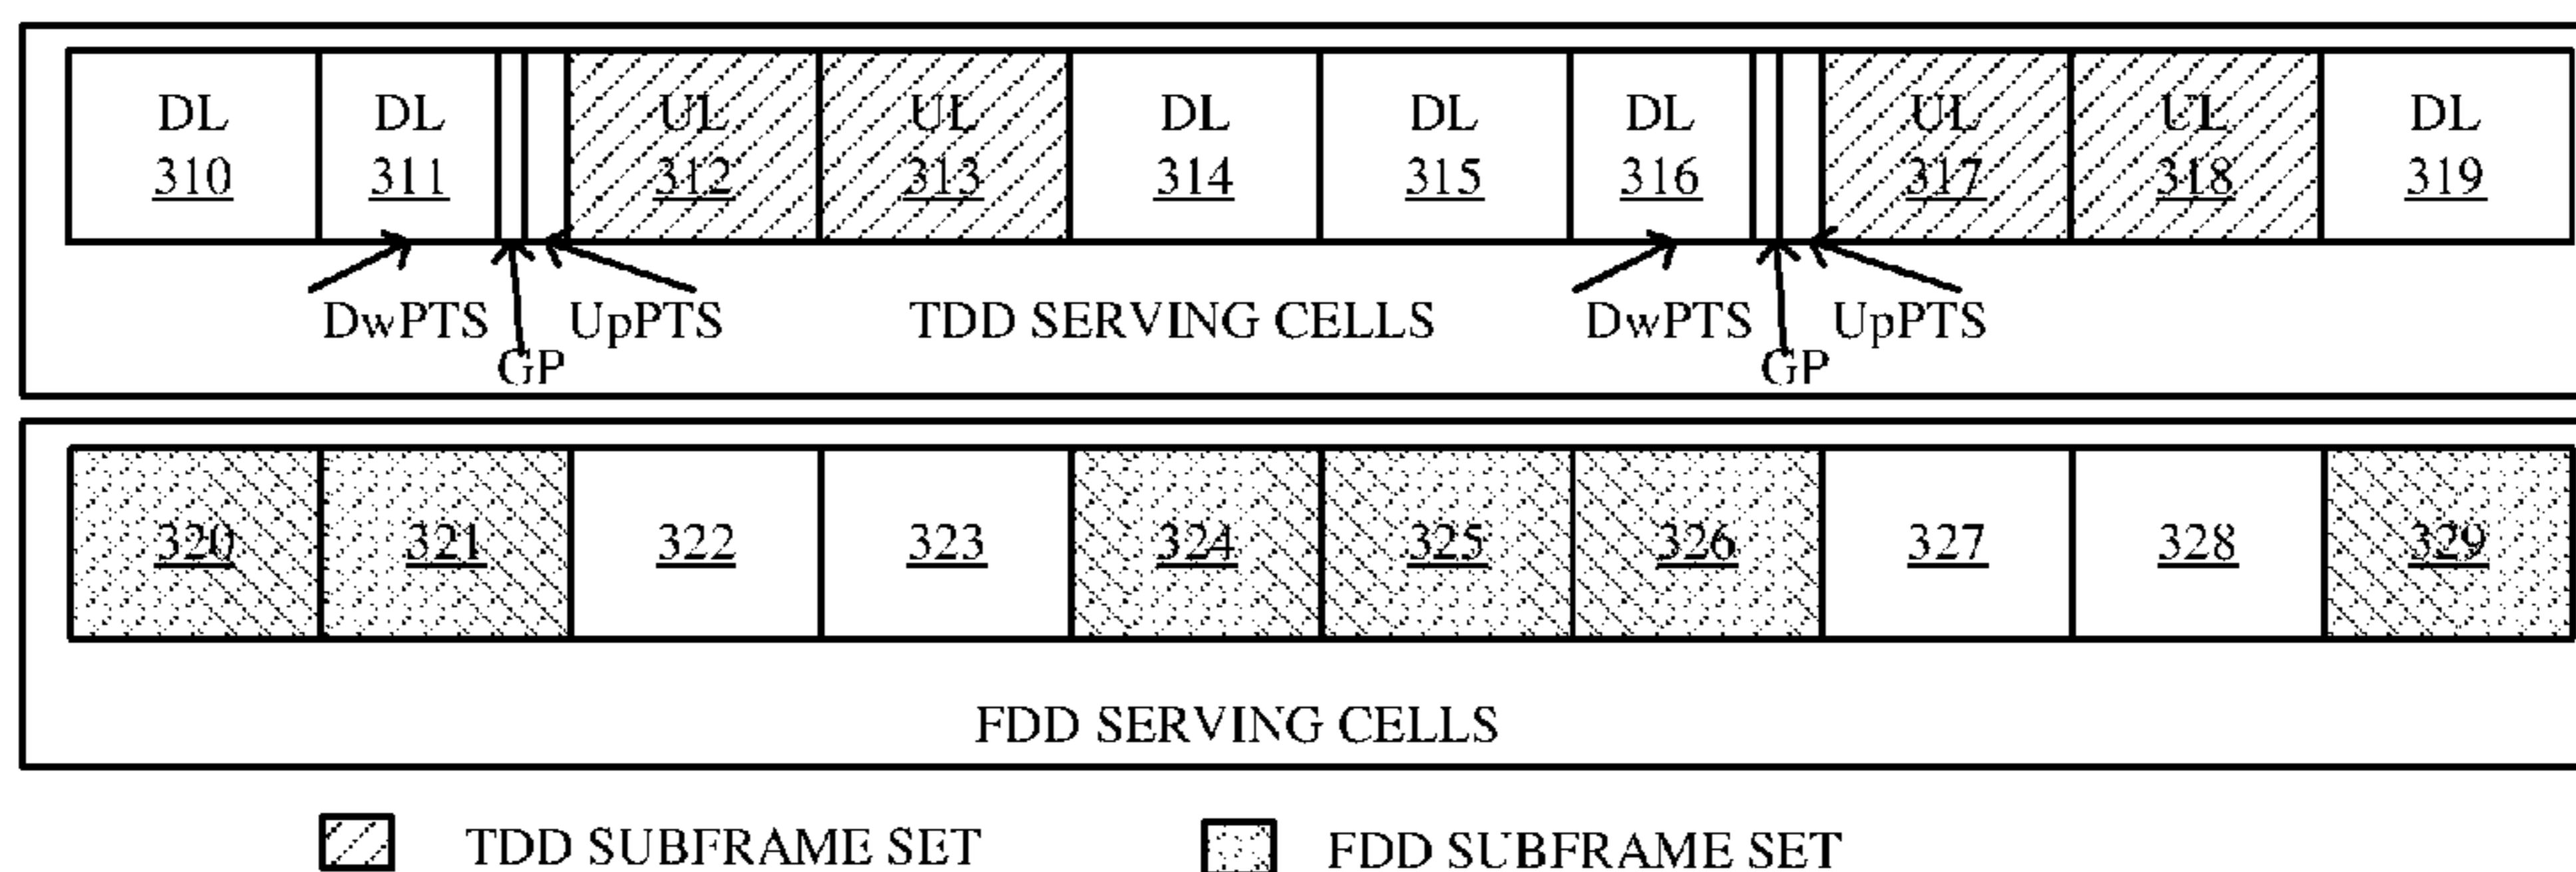 DL DL UL UL DL DL DL UL UL DL
310 311 312 313 314 315 316 317 318 319
DwPTS UpPTS TDD SERVING CELLS DwPTS UpPTS
GP GP
320 321 322 323 324 325 326 327 328 329
FDD SERVING CELLS
TDD SUBFRAME SET FDD SUBFRAME SET